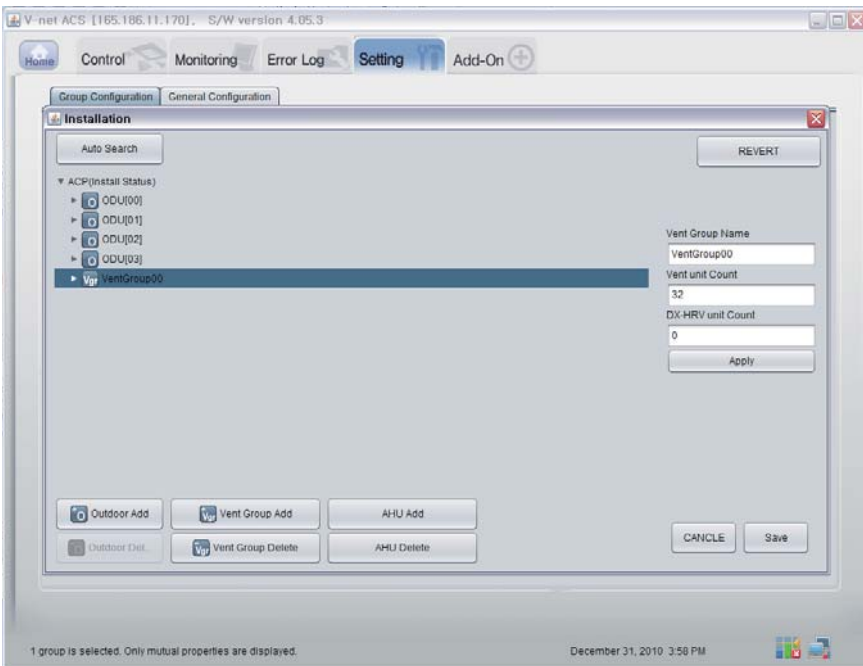 V-net ACS [165.186.11.170], S/W version 4.05.3
Home Control Monitoring Error Log Setting Add-On
Group Configuration General Configuration
Installation
Auto Search REVERT
ACP(Install Status)
ODU[00]
ODU[01]
ODU[02]
ODU[03]
Vgr VentGroup00
Vent Group Name
VentGroup00
Vent unit Count
32
DX-HRV unit Count
0
Apply
Outdoor Add Vgr Vent Group Add AHU Add
Outdoor Del... Vgr Vent Group Delete AHU Delete
CANCLE Save
1 group is selected. Only mutual properties are displayed. December 31, 2010 3:58 PM